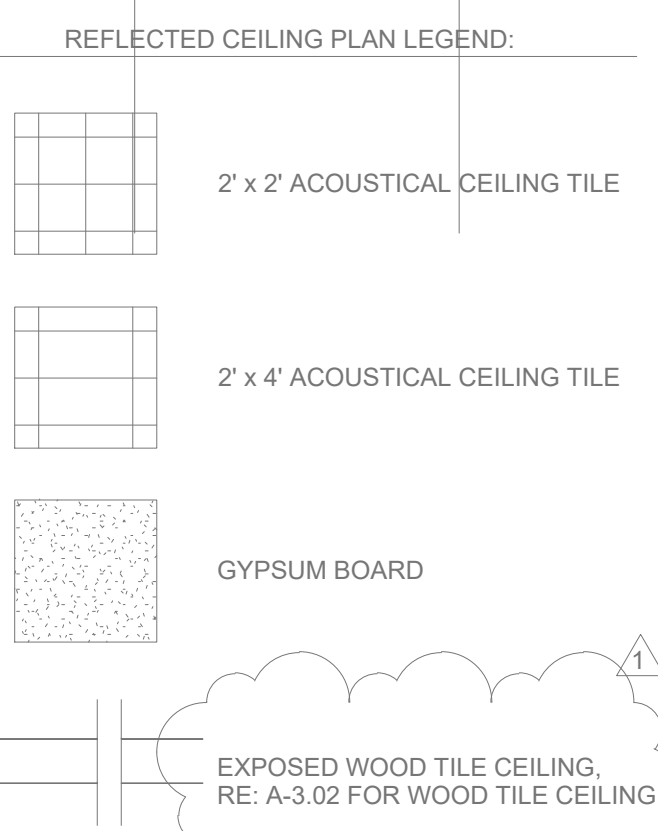 REFLECTED CEILING PLAN LEGEND:
2' x 2' ACOUSTICAL CEILING TILE
2' x 4' ACOUSTICAL CEILING TILE
GYPSUM BOARD
1
EXPOSED WOOD TILE CEILING,
RE: A-3.02 FOR WOOD TILE CEILING